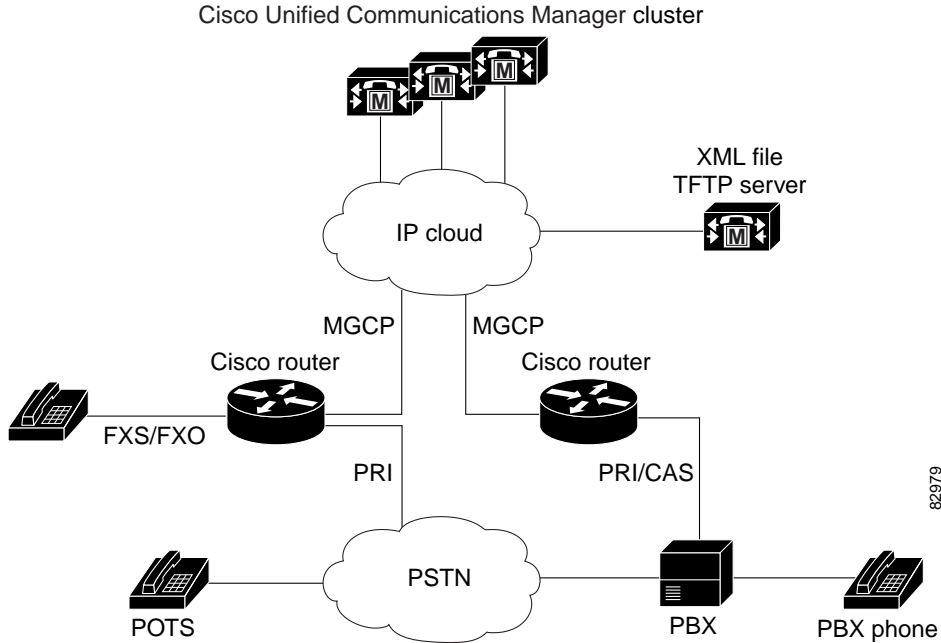 Cisco Unified Communications Manager cluster
M
M
M
XML file
TFTP server
M
IP cloud
MGCP
MGCP
Cisco router
Cisco router
FXS/FXO
PRI
PRI/CAS
82979
PSTN
POTS
PBX
PBX phone